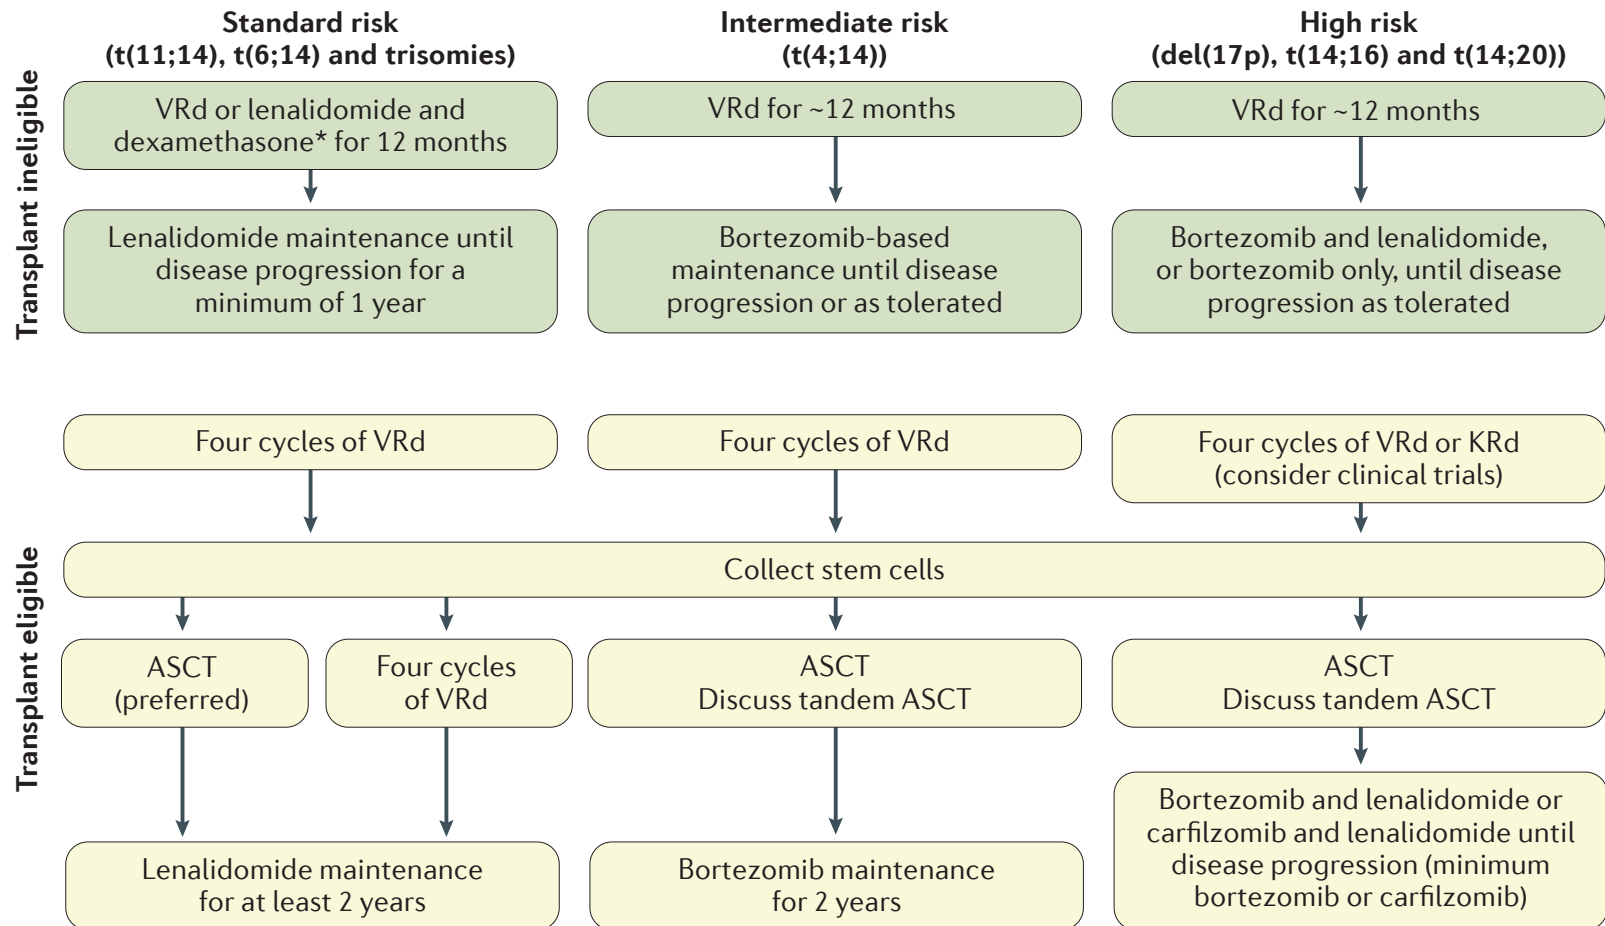 Standard risk
(t(11;14), t(6;14) and trisomies)
Intermediate risk
(t(4;14))
High risk
(del(17p), t(14;16) and t(14;20))
Transplant ineligible
VRd or lenalidomide and
dexamethasone* for 12 months
VRd for ~12 months
VRd for ~12 months
Lenalidomide maintenance until
disease progression for a
minimum of 1 year
Bortezomib-based
maintenance until disease
progression or as tolerated
Bortezomib and lenalidomide,
or bortezomib only, until disease
progression as tolerated
Transplant eligible
Four cycles of VRd
Four cycles of VRd
Four cycles of VRd or KRd
(consider clinical trials)
Collect stem cells
ASCT
(preferred)
Four cycles
of VRd
ASCT
Discuss tandem ASCT
ASCT
Discuss tandem ASCT
Lenalidomide maintenance
for at least 2 years
Bortezomib maintenance
for 2 years
Bortezomib and lenalidomide or
carfilzomib and lenalidomide until
disease progression (minimum
bortezomib or carfilzomib)